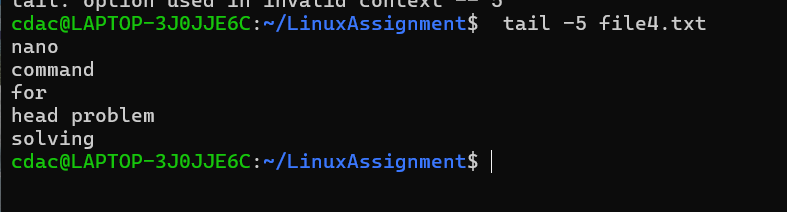 tail: option used in invalid context -- 5
cdac@LAPTOP-3J0JJE6C:~/LinuxAssignment$  tail -5 file4.txt
nano
command
for
head problem
solving
cdac@LAPTOP-3J0JJE6C:~/LinuxAssignment$